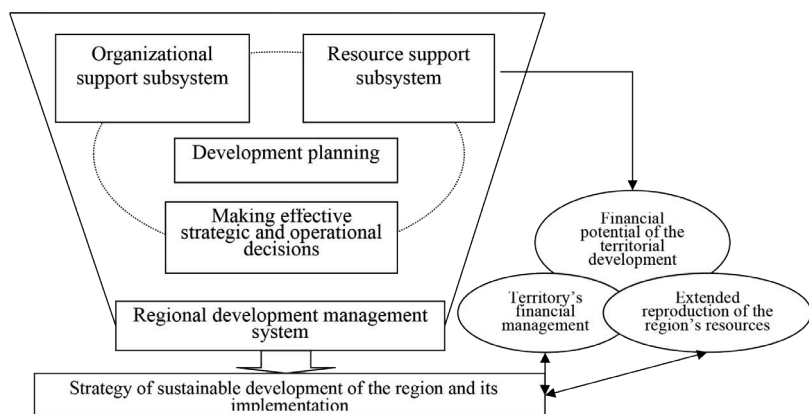 Organizational
support subsystem
Resource support
subsystem
Development planning
Making effective
strategic and operational
decisions
Financial
potential of the
territorial
development
Territory's
financial
management
Extended
reproduction of the
region's resources
Regional development management
system
Strategy of sustainable development of the region and its
implementation